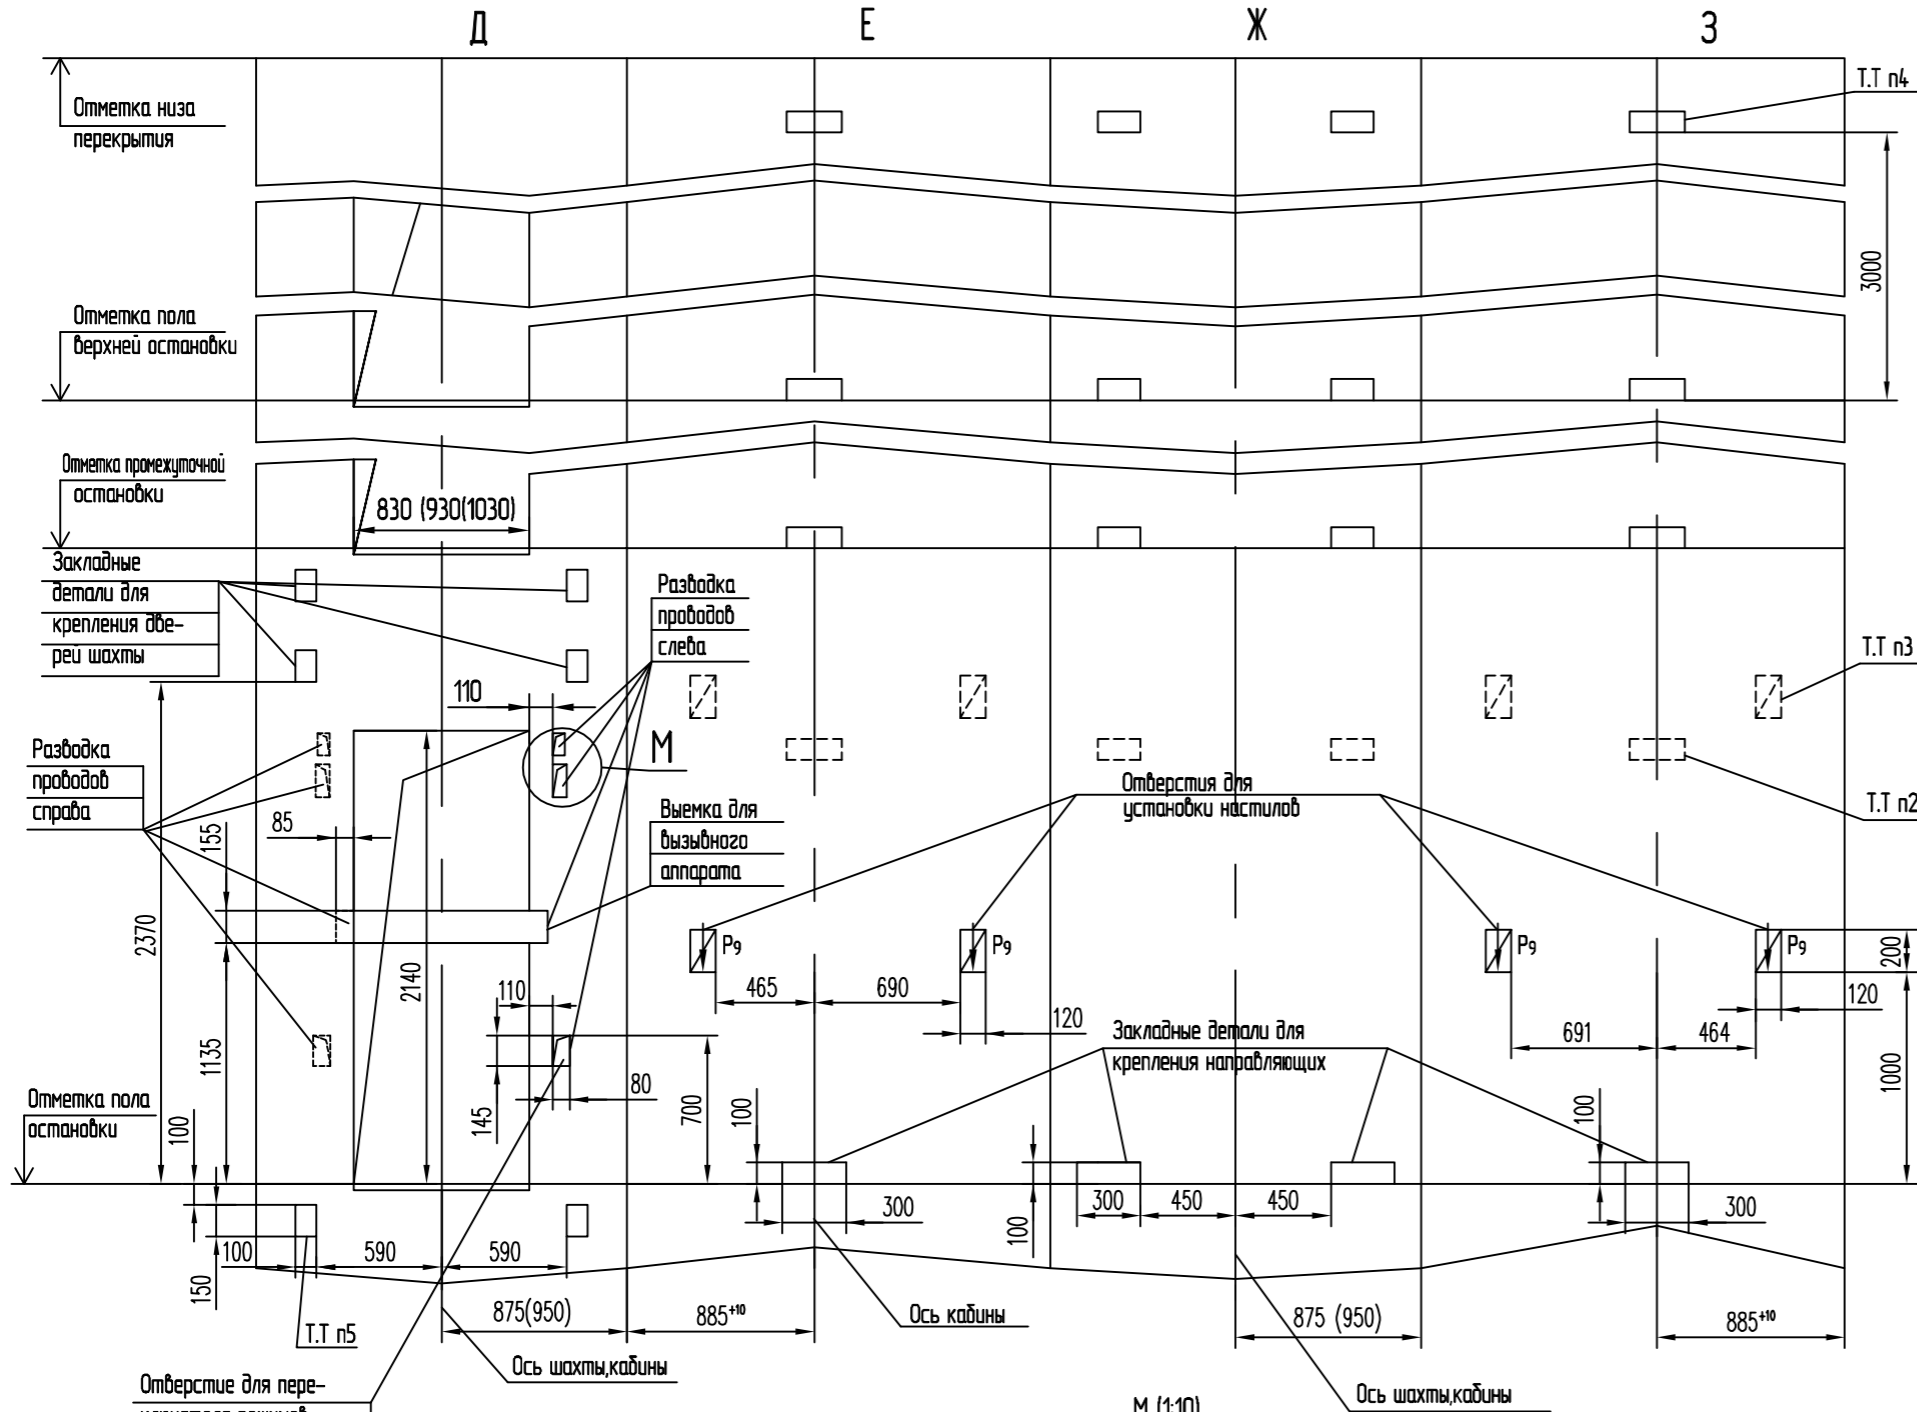 Д
Е
Ж
З
Отметка низа
перекрытия
Т.Т п4
3000
Отметка пола
верхней остановки
Отметка промежуточной
остановки
830 (930(1030)
Закладные
детали для
крепления две-
рей шахты
Разводка
проводов
слева
Т.Т п3
110
М
Разводка
проводов
справа
Отверстия для
установки настилов
Т.Т п2
85
155
Выемка для
вызывного
аппарата
2370
2140
Р9
Р9
Р9
Р9
200
110
465
690
120
120
691
464
1135
1000
Закладные детали для
крепления направляющих
Отметка пола
остановки
100
145
80
700
100
100
300
100
300
450
450
300
100
590
590
150
875(950)
885+10
Ось кабины
875 (950)
885+10
Т.Т п5
Ось шахты,кабины
Отверстие для пере-
Ось шахты,кабины
М (1:10)